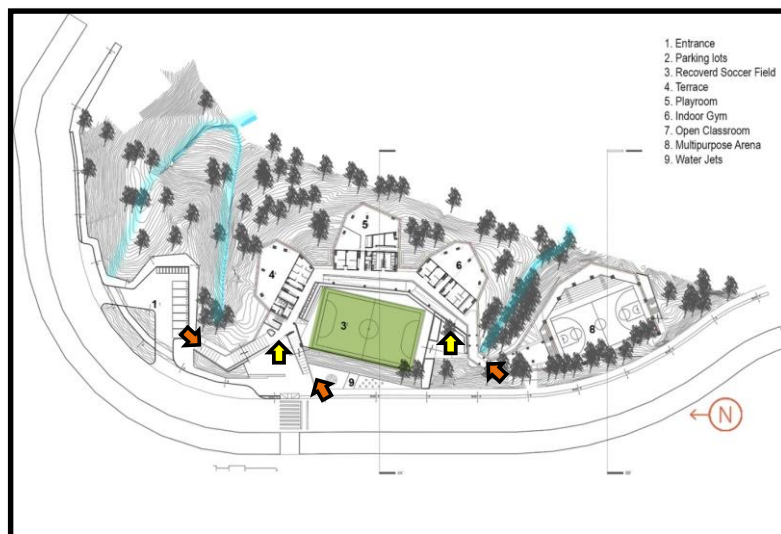 1. Entrance
2. Parking lots
3. Recoverd Soccer Field
4. Terrace
5. Playroom
6. Indoor Gym
7. Open Classroom
8. Multipurpose Arena
9. Water Jets
5
4
6
1
3
8
9
N